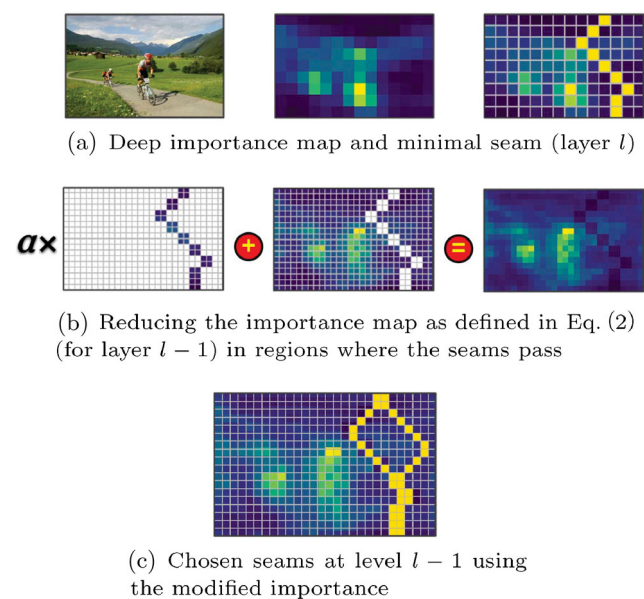 (a) Deep importance map and minimal seam (layer l)
a×
+
=
(b) Reducing the importance map as defined in Eq. (2)
(for layer l − 1) in regions where the seams pass
(c) Chosen seams at level l − 1 using
the modified importance